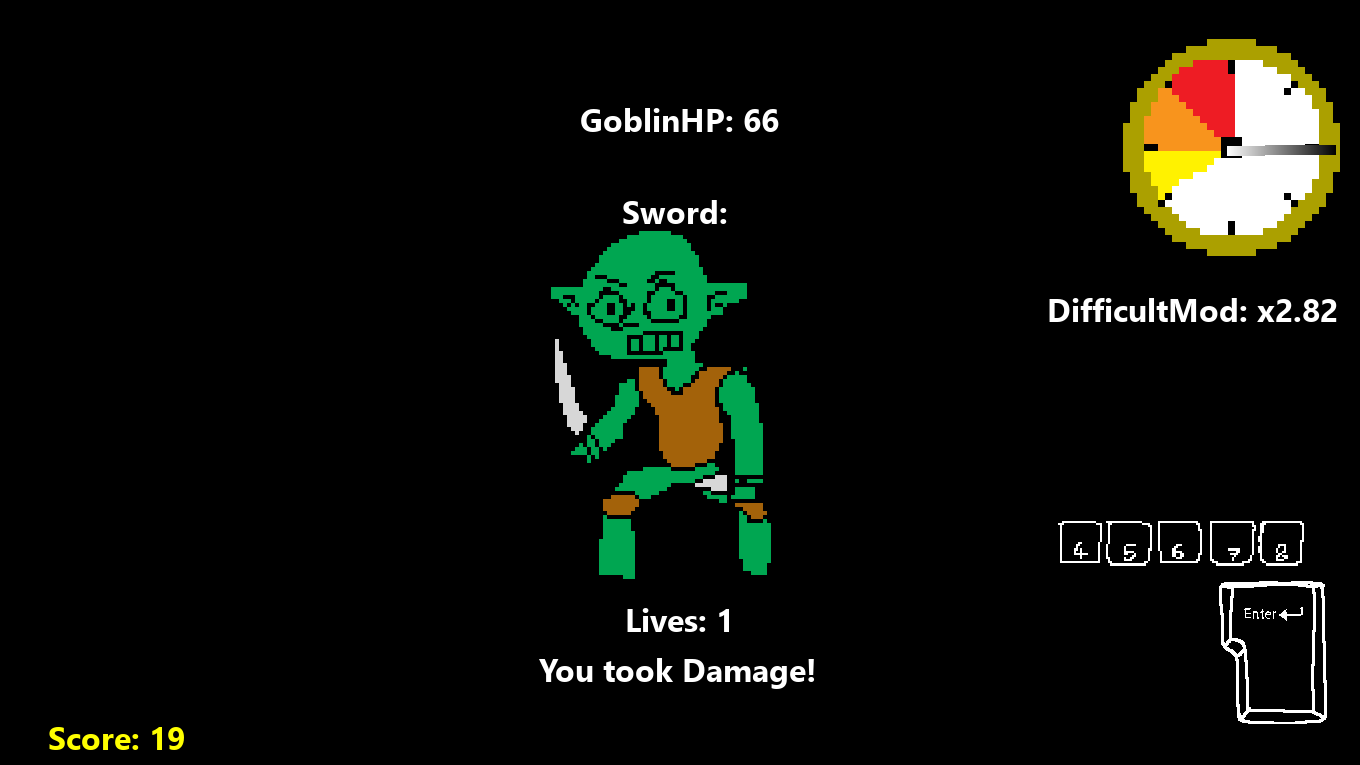 GoblinHP: 66
Sword:
DifficultMod: x2.82
4 5 6 7 8
Enter
Lives: 1
You took Damage!
Score: 19